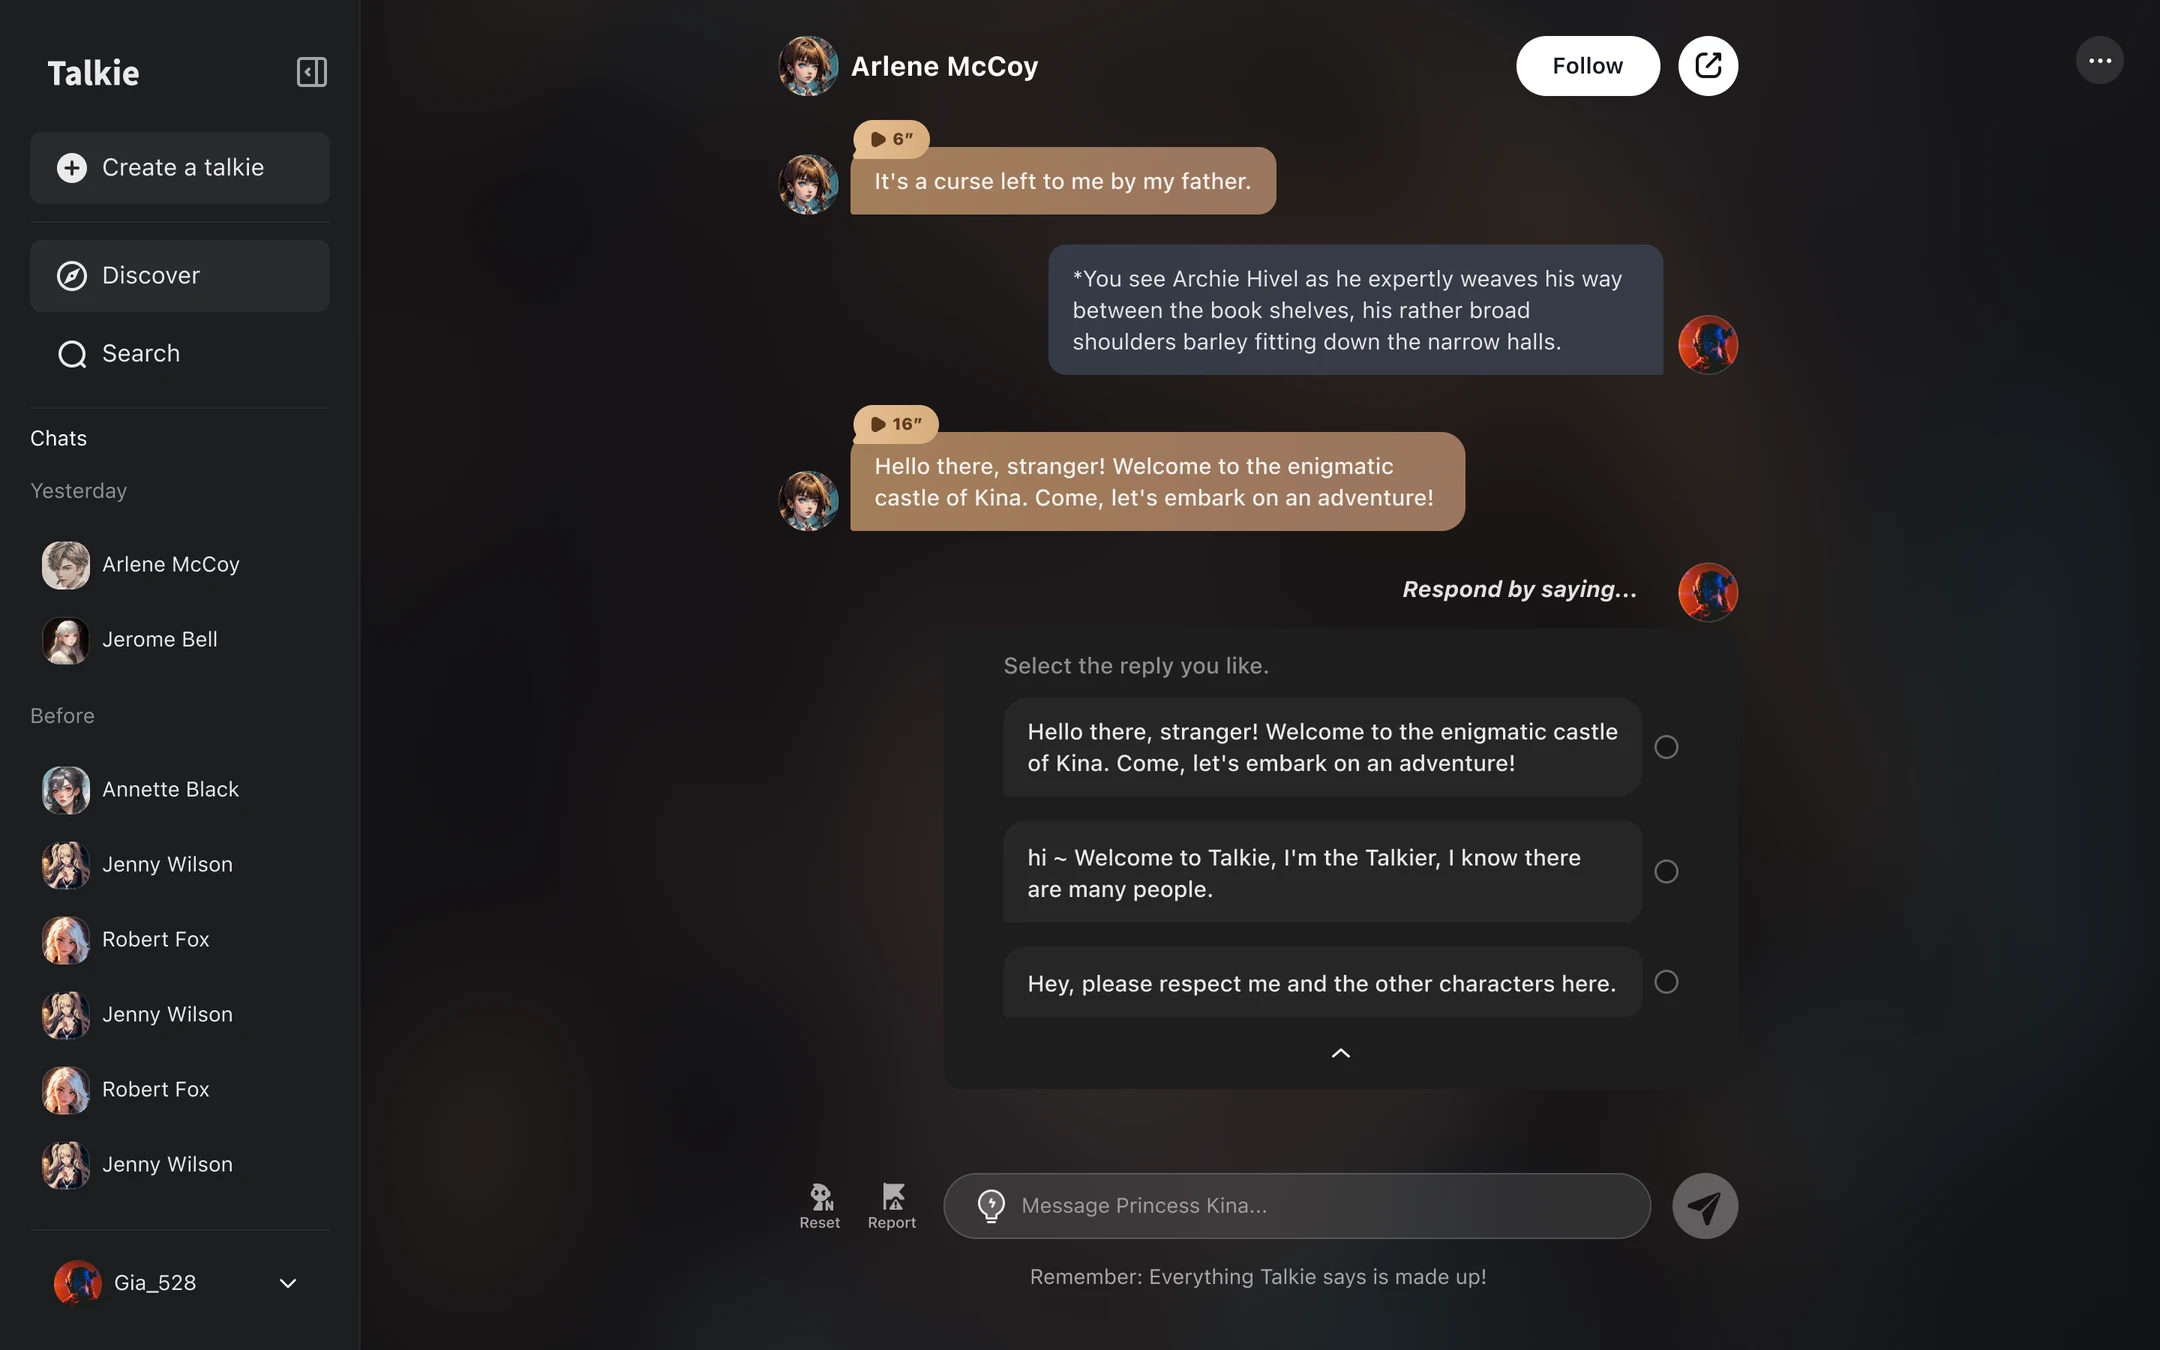 Talkie
Create a talkie
Discover
Search
Chats
Yesterday
Arlene McCoy
Jerome Bell
Before
Annette Black
Jenny Wilson
Robert Fox
Jenny Wilson
Robert Fox
Jenny Wilson
Gia_528
Arlene McCoy
Follow
6″
It's a curse left to me by my father.
*You see Archie Hivel as he expertly weaves his way
between the book shelves, his rather broad
shoulders barley fitting down the narrow halls.
16″
Hello there, stranger! Welcome to the enigmatic
castle of Kina. Come, let's embark on an adventure!
Respond by saying...
Select the reply you like.
Hello there, stranger! Welcome to the enigmatic castle
of Kina. Come, let's embark on an adventure!
hi ~ Welcome to Talkie, I'm the Talkier, I know there
are many people.
Hey, please respect me and the other characters here.
Reset
Report
Message Princess Kina...
Remember: Everything Talkie says is made up!